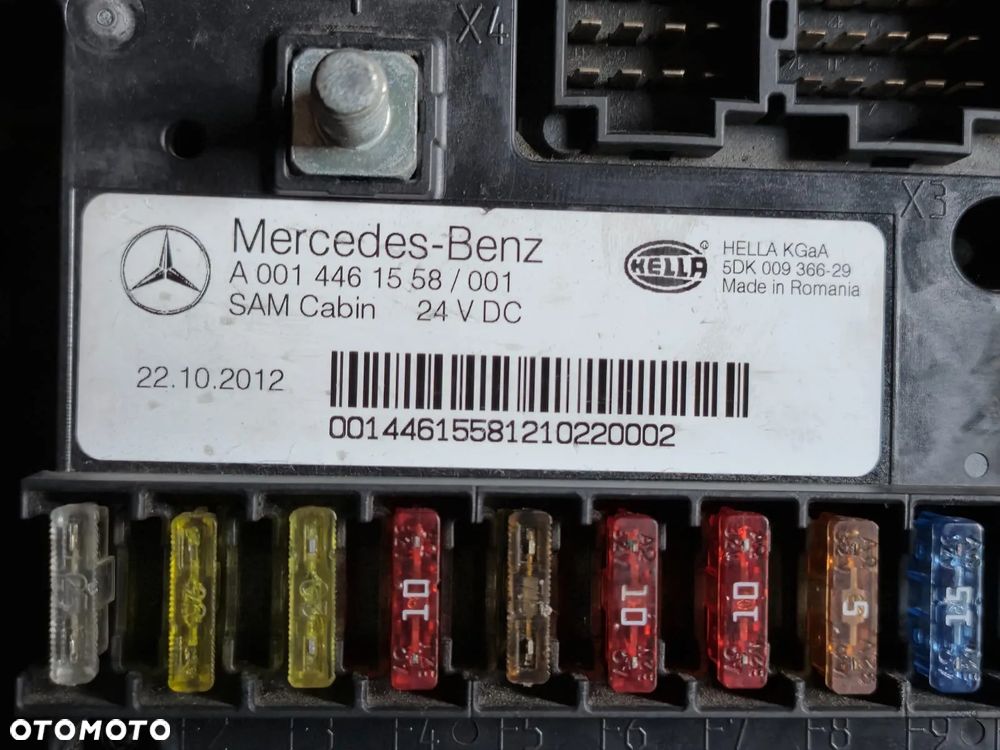 X4
X3
Mercedes-Benz
A 001 446 15 58 / 001
SAM Cabin 24 V DC
22.10.2012
00144615581210220002
HELLA
HELLA KGaA
5DK 009 366-29
Made in Romania
10
10
10
5
15
F2 F3 F4 F5 F6 F7 F8 F9
OTOMOTO